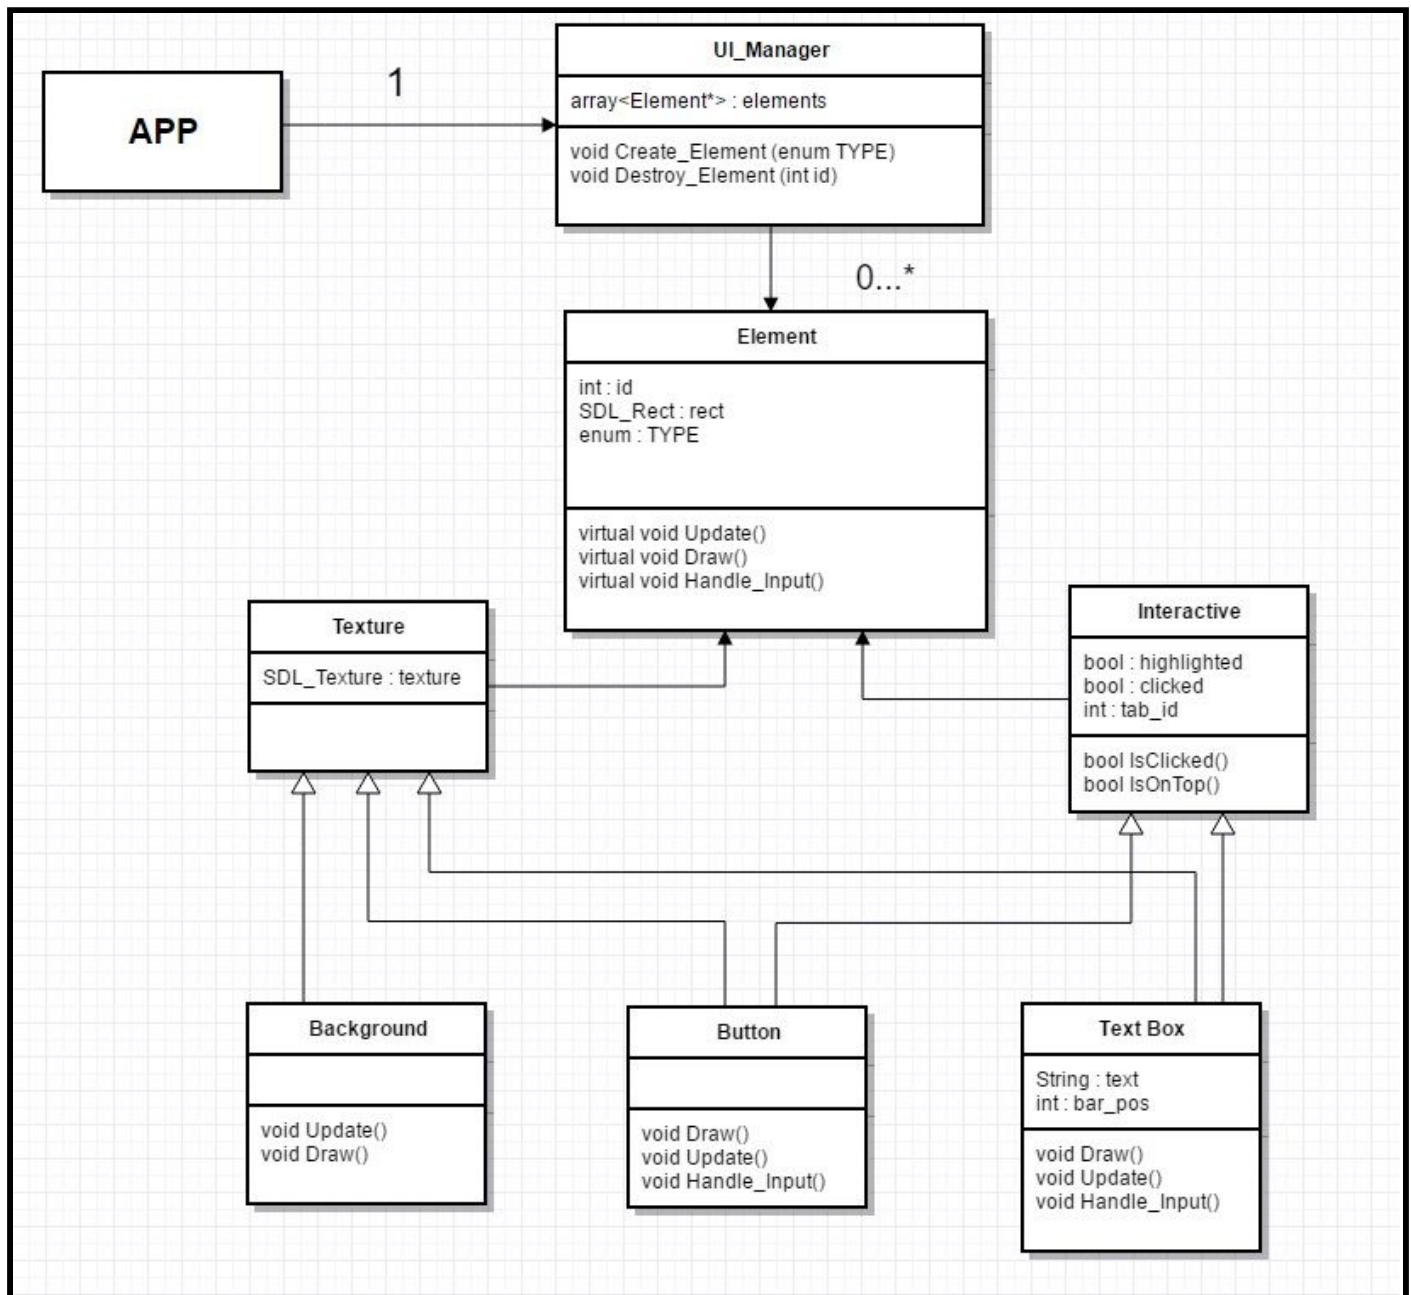 APP
1
UI_Manager
array<Element*> : elements
void Create_Element (enum TYPE)
void Destroy_Element (int id)
0...*
Element
int : id
SDL_Rect : rect
enum : TYPE
virtual void Update()
virtual void Draw()
virtual void Handle_Input()
Texture
SDL_Texture : texture
Interactive
bool : highlighted
bool : clicked
int : tab_id
bool IsClicked()
bool IsOnTop()
Background
void Update()
void Draw()
Button
void Draw()
void Update()
void Handle_Input()
Text Box
String : text
int : bar_pos
void Draw()
void Update()
void Handle_Input()